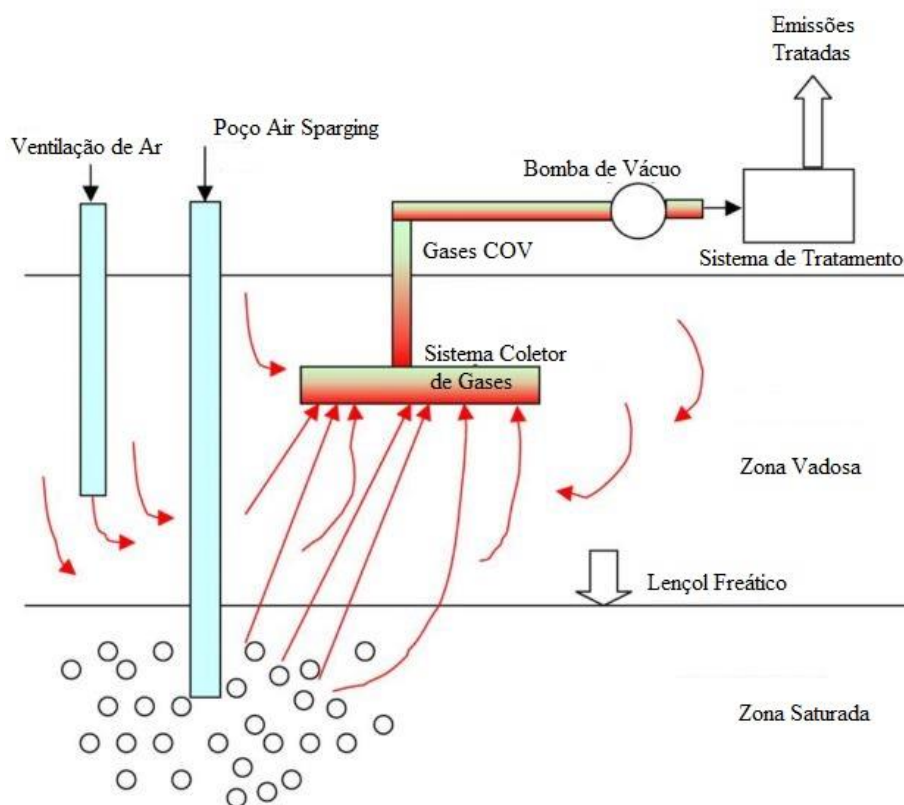 Emissões
Tratadas
Poço Air Sparging
Ventilação de Ar
Bomba de Vácuo
Gases COV
Sistema de Tratamento
Sistema Coletor
de Gases
Zona Vadosa
Lençol Freático
Zona Saturada